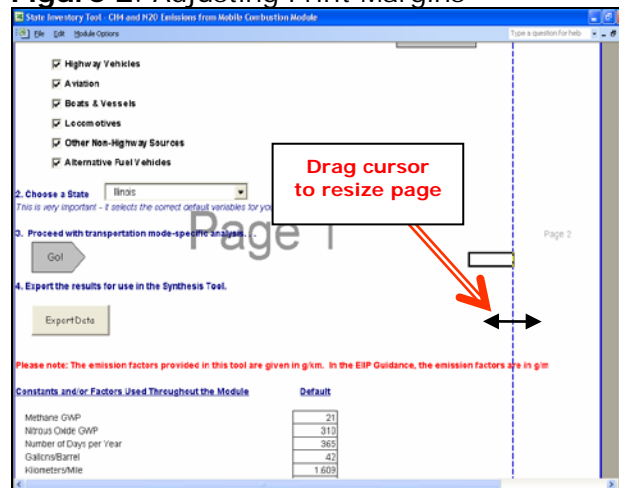 Figure 2. Adjusting Print Margins
State Inventory Tool - CH4 and N2O Emissions from Mobile Combustion Module
File Edit Module Options Type a question for help
Highway Vehicles
Aviation
Boats & Vessels
Locomotives
Other Non-Highway Sources
Alternative Fuel Vehicles
Drag cursor
to resize page
2. Choose a State Illinois
This is very important - it selects the correct default variables for you
3. Proceed with transportation mode-specific analysis. . .
Page 1
Page 2
Go!
4. Export the results for use in the Synthesis Tool.
Export Data
Please note: The emission factors provided in this tool are given in g/km. In the EIIP Guidance, the emission factors are in g/m
Constants and/or Factors Used Throughout the Module Default
Methane GWP 21
Nitrous Oxide GWP 310
Number of Days per Year 365
Gallons/Barrel 42
Kilometers/Mile 1.609